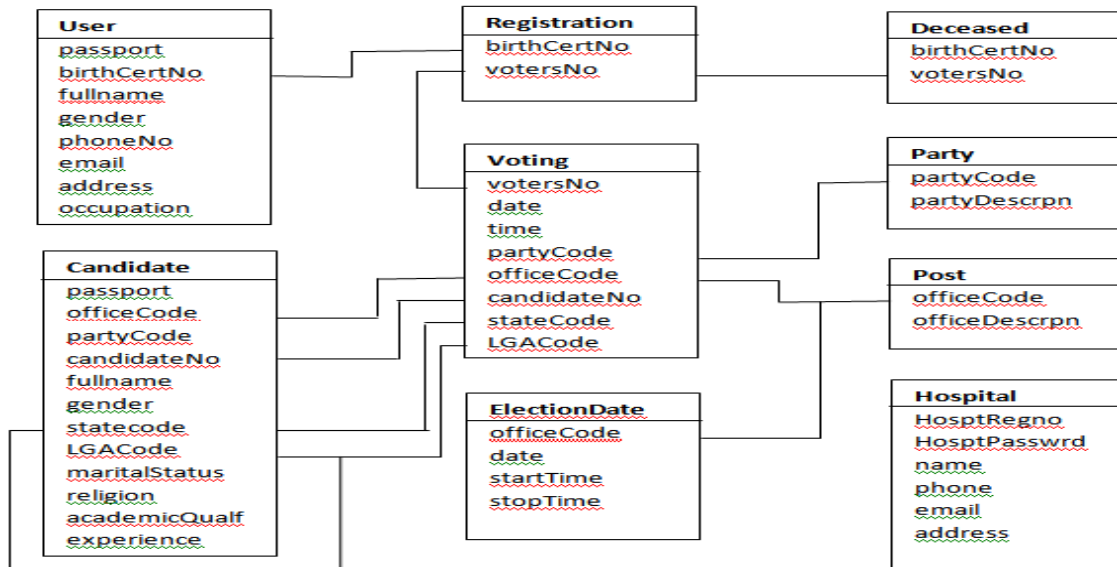 User
passport
birthCertNo
fullname
gender
phoneNo
email
address
occupation
Registration
birthCertNo
votersNo
Deceased
birthCertNo
votersNo
Voting
votersNo
date
time
partyCode
officeCode
candidateNo
stateCode
LGACode
Party
partyCode
partyDescrpn
Candidate
passport
officeCode
partyCode
candidateNo
fullname
gender
statecode
LGACode
maritalStatus
religion
academicQualf
experience
Post
officeCode
officeDescrpn
ElectionDate
officeCode
date
startTime
stopTime
Hospital
HosptRegno
HosptPasswrd
name
phone
email
address